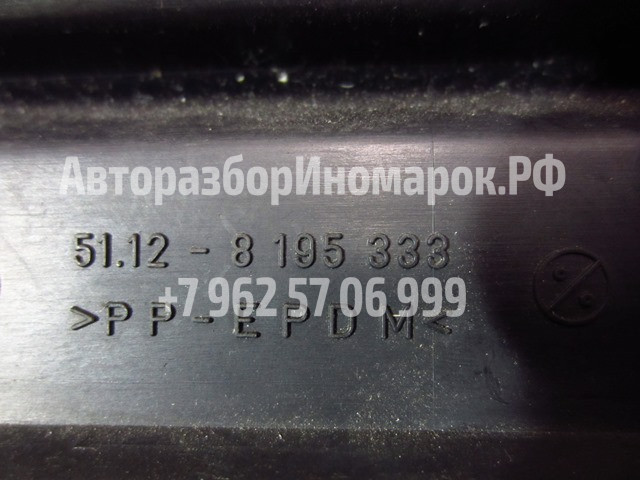 АвторазборИномарок.РФ
51.12 - 8 195 333
+7 962 57 06 999
>PP-EPDM<